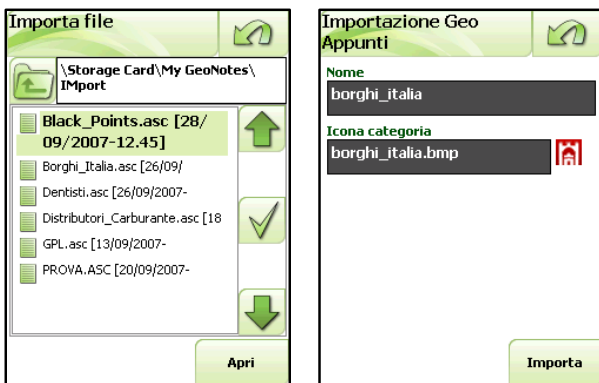 Importa file
\Storage Card\My GeoNotes\
IMport
Black_Points.asc [28/
09/2007-12.45]
Borghi_Italia.asc [26/09/
Dentisti.asc [26/09/2007-
Distributori_Carburante.asc [18
GPL.asc [13/09/2007-
PROVA.ASC [20/09/2007-
Apri
Importazione Geo
Appunti
Nome
borghi_italia
Icona categoria
borghi_italia.bmp
Importa